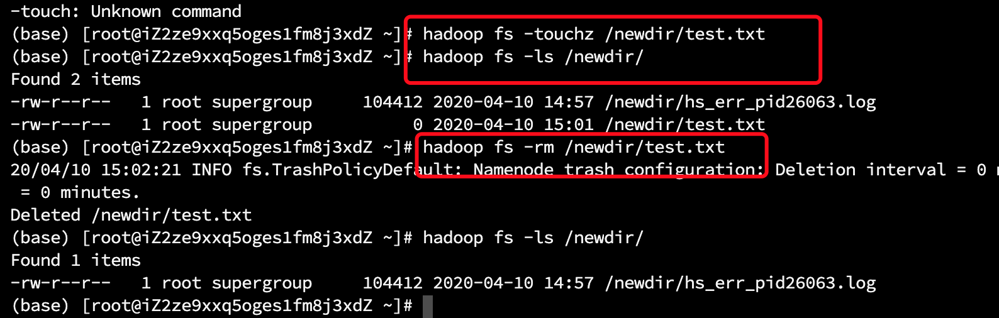 -touch: Unknown command
(base) [root@iZ2ze9xxq5oges1fm8j3xdZ ~]# hadoop fs -touchz /newdir/test.txt
(base) [root@iZ2ze9xxq5oges1fm8j3xdZ ~]# hadoop fs -ls /newdir/
Found 2 items
-rw-r--r--   1 root supergroup     104412 2020-04-10 14:57 /newdir/hs_err_pid26063.log
-rw-r--r--   1 root supergroup          0 2020-04-10 15:01 /newdir/test.txt
(base) [root@iZ2ze9xxq5oges1fm8j3xdZ ~]# hadoop fs -rm /newdir/test.txt
20/04/10 15:02:21 INFO fs.TrashPolicyDefault: Namenode trash configuration: Deletion interval = 0
 = 0 minutes.
Deleted /newdir/test.txt
(base) [root@iZ2ze9xxq5oges1fm8j3xdZ ~]# hadoop fs -ls /newdir/
Found 1 items
-rw-r--r--   1 root supergroup     104412 2020-04-10 14:57 /newdir/hs_err_pid26063.log
(base) [root@iZ2ze9xxq5oges1fm8j3xdZ ~]#